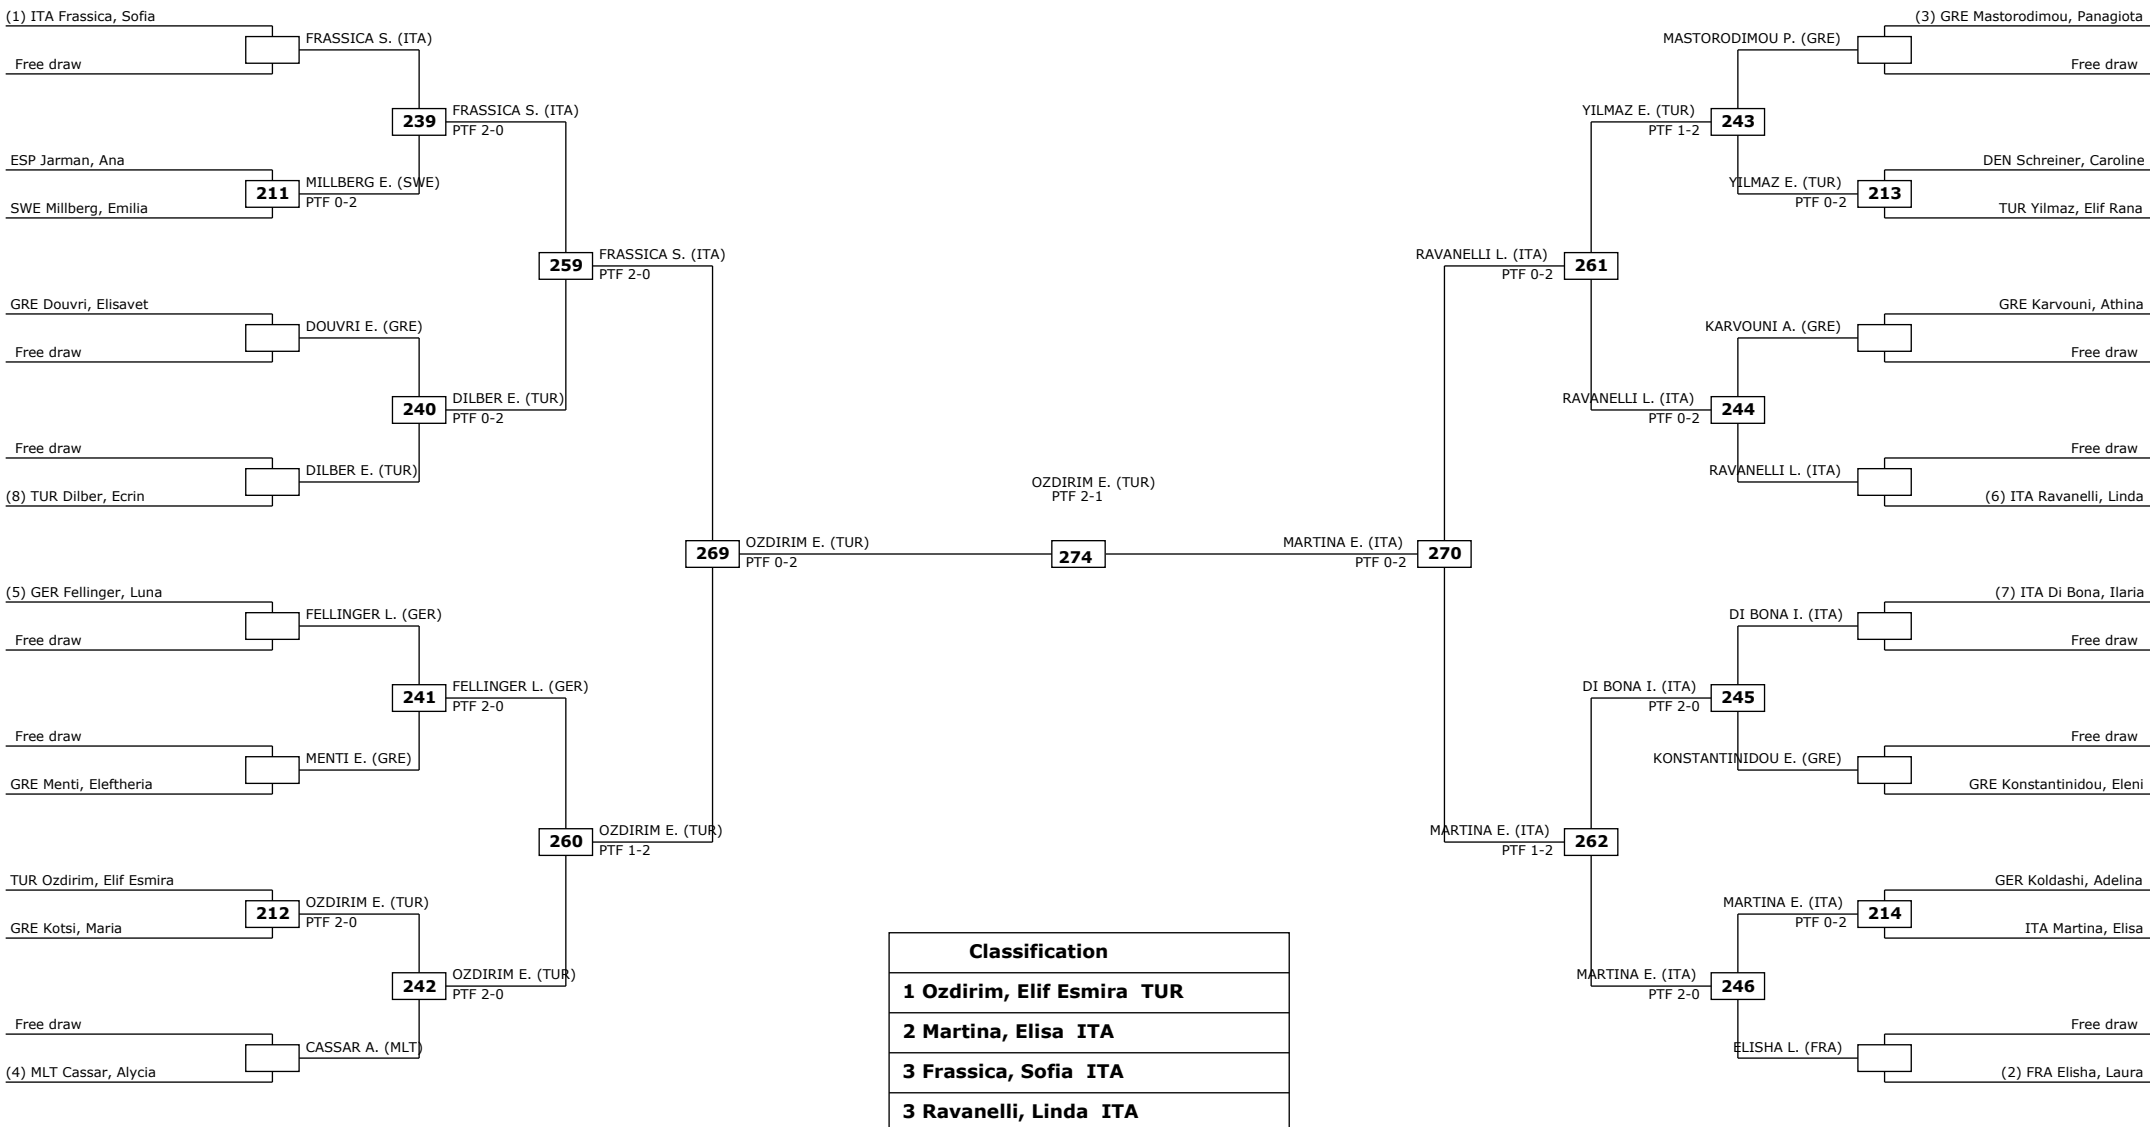 (1) ITA Frassica, Sofia
FRASSICA S. (ITA)
Free draw
239
FRASSICA S. (ITA)
PTF 2-0
ESP Jarman, Ana
211
MILLBERG E. (SWE)
PTF 0-2
SWE Millberg, Emilia
259
FRASSICA S. (ITA)
PTF 2-0
GRE Douvri, Elisavet
DOUVRI E. (GRE)
Free draw
240
DILBER E. (TUR)
PTF 0-2
Free draw
DILBER E. (TUR)
(8) TUR Dilber, Ecrin
269
OZDIRIM E. (TUR)
PTF 0-2
(5) GER Fellinger, Luna
FELLINGER L. (GER)
Free draw
241
FELLINGER L. (GER)
PTF 2-0
Free draw
MENTI E. (GRE)
GRE Menti, Eleftheria
260
OZDIRIM E. (TUR)
PTF 1-2
TUR Ozdirim, Elif Esmira
212
OZDIRIM E. (TUR)
PTF 2-0
GRE Kotsi, Maria
242
OZDIRIM E. (TUR)
PTF 2-0
Free draw
CASSAR A. (MLT)
(4) MLT Cassar, Alycia
OZDIRIM E. (TUR)
PTF 2-1
274
(3) GRE Mastorodimou, Panagiota
MASTORODIMOU P. (GRE)
Free draw
YILMAZ E. (TUR)
PTF 1-2
243
DEN Schreiner, Caroline
YILMAZ E. (TUR)
PTF 0-2
213
TUR Yilmaz, Elif Rana
RAVANELLI L. (ITA)
PTF 0-2
261
GRE Karvouni, Athina
KARVOUNI A. (GRE)
Free draw
RAVANELLI L. (ITA)
PTF 0-2
244
Free draw
RAVANELLI L. (ITA)
(6) ITA Ravanelli, Linda
MARTINA E. (ITA)
PTF 0-2
270
(7) ITA Di Bona, Ilaria
DI BONA I. (ITA)
Free draw
DI BONA I. (ITA)
PTF 2-0
245
Free draw
KONSTANTINIDOU E. (GRE)
GRE Konstantinidou, Eleni
MARTINA E. (ITA)
PTF 1-2
262
GER Koldashi, Adelina
MARTINA E. (ITA)
PTF 0-2
214
ITA Martina, Elisa
MARTINA E. (ITA)
PTF 2-0
246
Free draw
ELISHA L. (FRA)
(2) FRA Elisha, Laura
Classification
1 Ozdirim, Elif Esmira TUR
2 Martina, Elisa ITA
3 Frassica, Sofia ITA
3 Ravanelli, Linda ITA